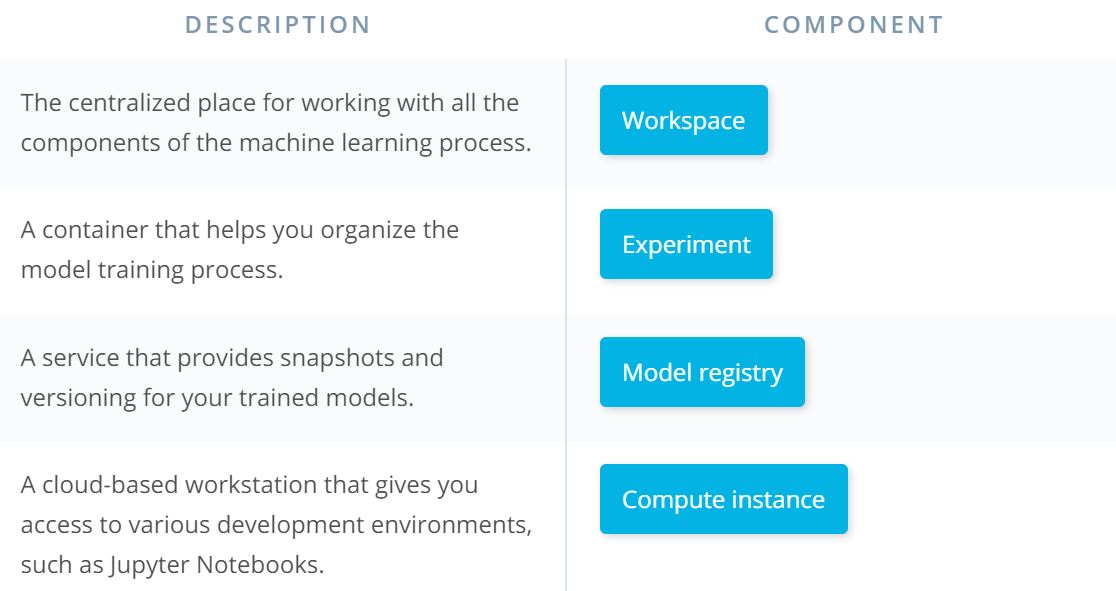 DESCRIPTION
COMPONENT
The centralized place for working with all the
components of the machine learning process.
Workspace
A container that helps you organize the
model training process.
Experiment
A service that provides snapshots and
versioning for your trained models.
Model registry
A cloud-based workstation that gives you
access to various development environments,
such as Jupyter Notebooks.
Compute instance